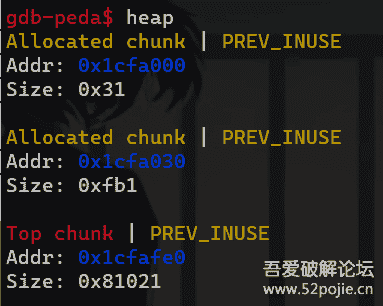 gdb-peda$ heap
Allocated chunk | PREV_INUSE
Addr: 0x1cfa000
Size: 0x31
Allocated chunk | PREV_INUSE
Addr: 0x1cfa030
Size: 0xfb1
Top chunk | PREV_INUSE
Addr: 0x1cfafe0
Size: 0x81021
吾爱破解论坛
www.52pojie.cn